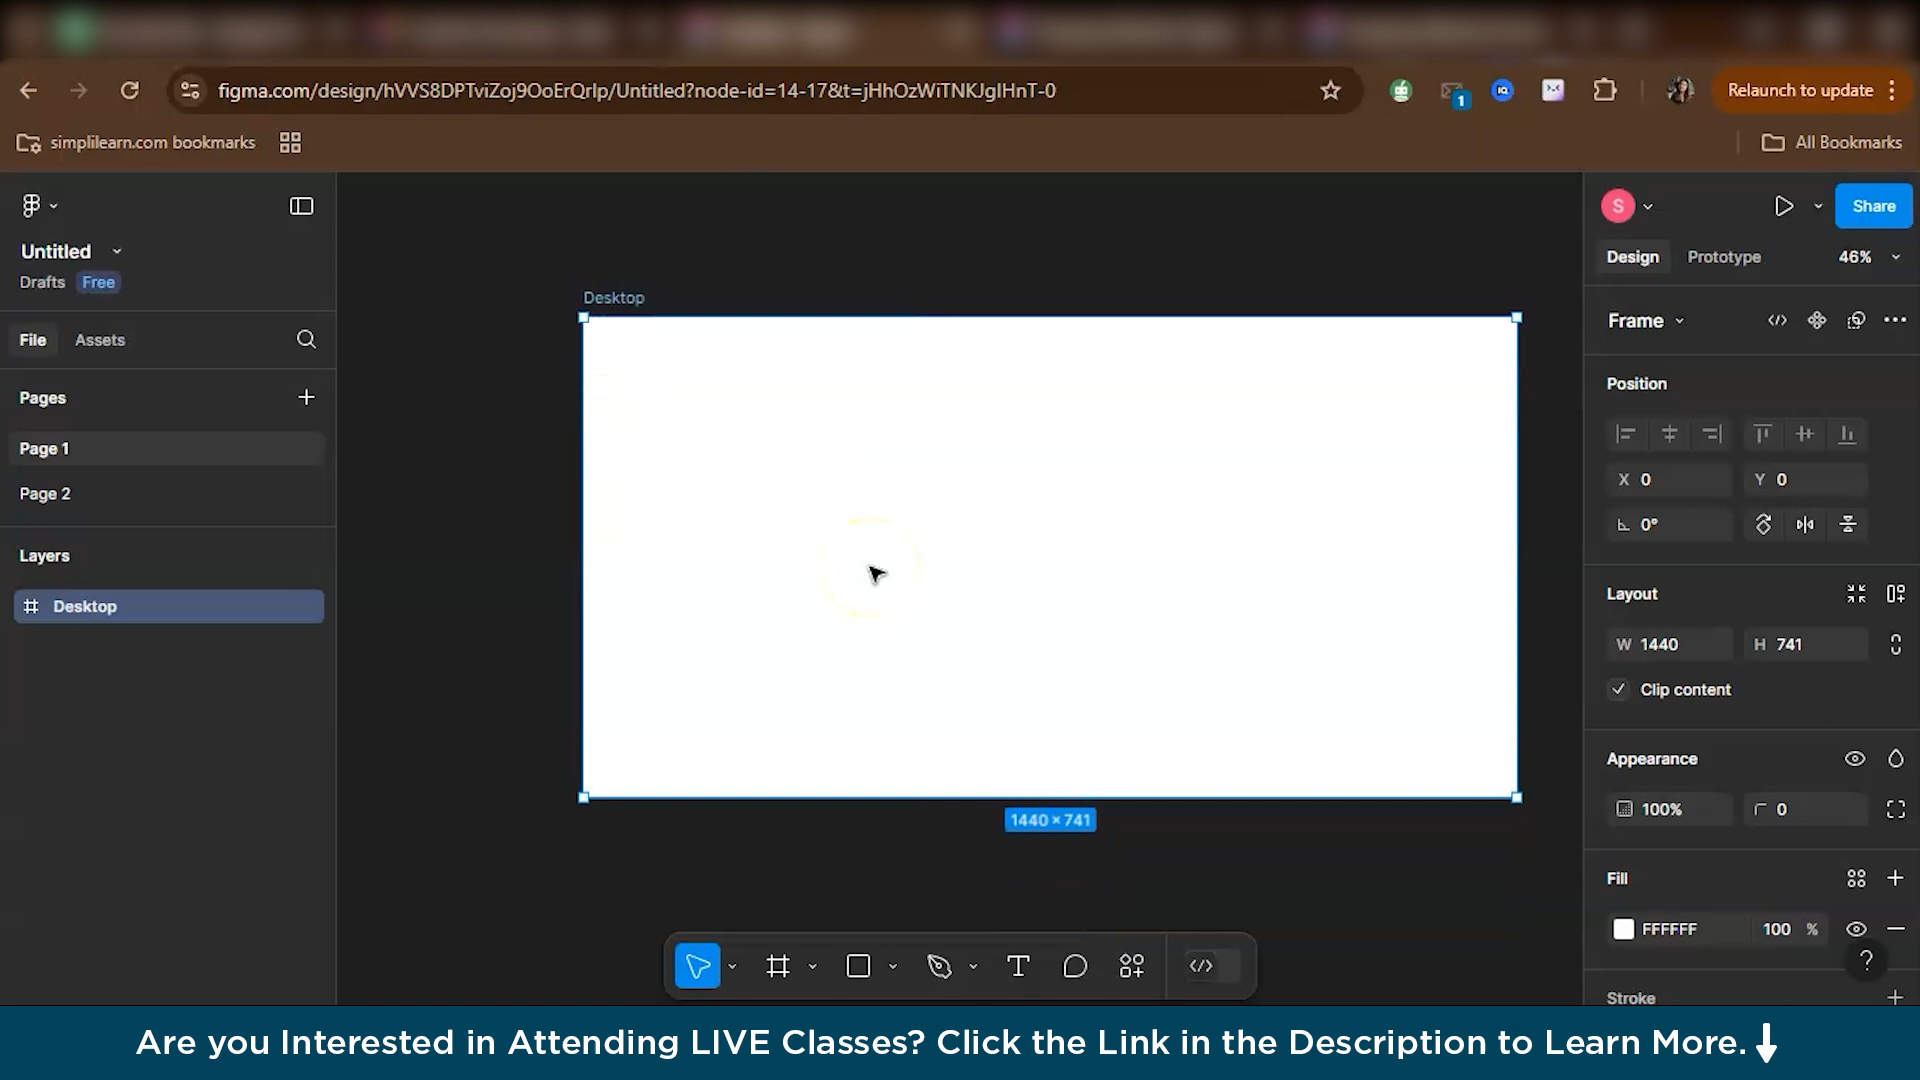 figma.com/design/hVVS8DPTviZoj9OoErQrlp/Untitled?node-id=14-17&t=jHhOzWiTNKJglHnT-0
1
IQ
Relaunch to update
simplilearn.com bookmarks
All Bookmarks
Untitled
Drafts
Free
File
Assets
Pages
Page 1
Page 2
Layers
Desktop
Desktop
1440 × 741
S
Share
Design
Prototype
46%
Frame
Position
X 0
Y 0
0°
Layout
W 1440
H 741
Clip content
Appearance
100%
0
Fill
FFFFFF
100 %
?
Stroke
Are you Interested in Attending LIVE Classes? Click the Link in the Description to Learn More.